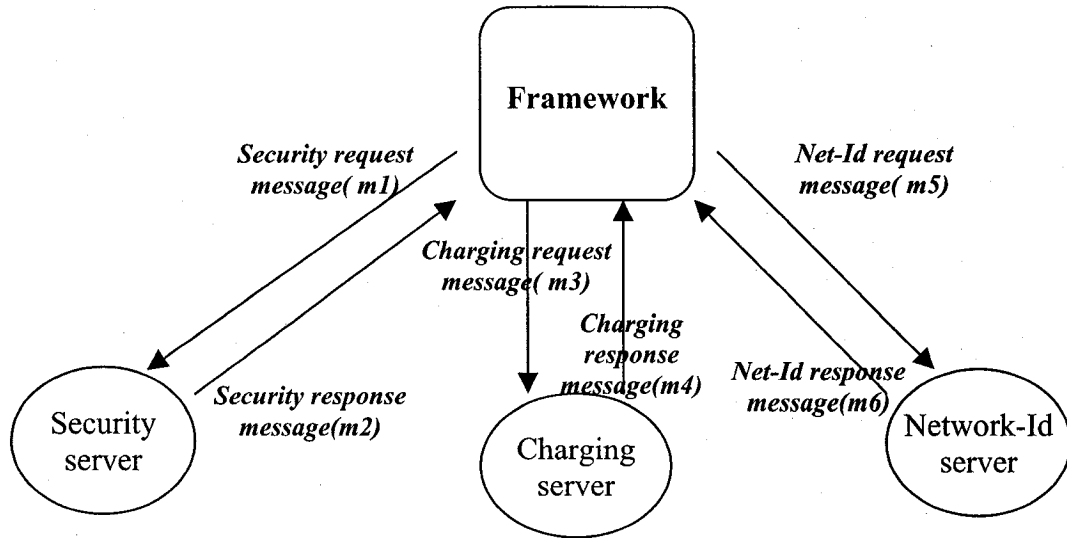 Framework
Security request
message( m1)
Net-Id request
message( m5)
Charging request
message( m3)
Charging
response
message(m4)
Security response
message(m2)
Net-Id response
message(m6)
Security
server
Charging
server
Network-Id
server